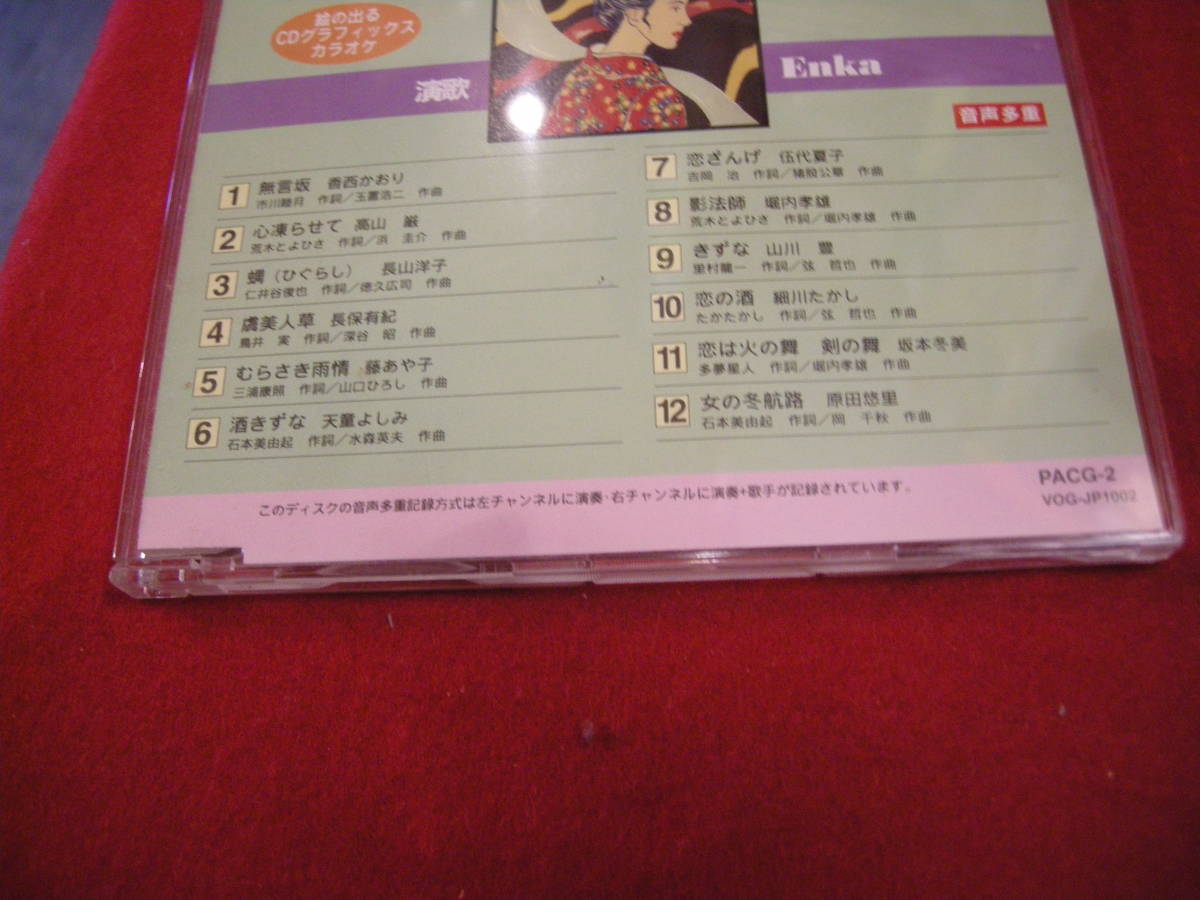 絵の出る
CDグラフィックス
カラオケ
演歌
Enka
音声多重
1 無言坂 香西かおり
市川睦月 作詞／玉置浩二 作曲
2 心凍らせて 高山 厳
荒木とよひさ 作詞／浜 圭介 作曲
3 蜩（ひぐらし） 長山洋子
仁井谷俊也 作詞／徳久広司 作曲
4 虞美人草 長保有紀
鳥井 実 作詞／深谷 昭 作曲
5 むらさき雨情 藤あや子
三浦康照 作詞／山口ひろし 作曲
6 酒きずな 天童よしみ
石本美由起 作詞／水森英夫 作曲
7 恋ざんげ 伍代夏子
吉岡 治 作詞／猪股公章 作曲
8 影法師 堀内孝雄
荒木とよひさ 作詞／堀内孝雄 作曲
9 きずな 山川 豊
里村龍一 作詞／弦 哲也 作曲
10 恋の酒 細川たかし
たかたかし 作詞／弦 哲也 作曲
11 恋は火の舞 剣の舞 坂本冬美
多夢星人 作詞／堀内孝雄 作曲
12 女の冬航路 原田悠里
石本美由起 作詞／岡 千秋 作曲
このディスクの音声多重記録方式は左チャンネルに演奏・右チャンネルに演奏+歌手が記録されています。
PACG-2
VOG-JP1002